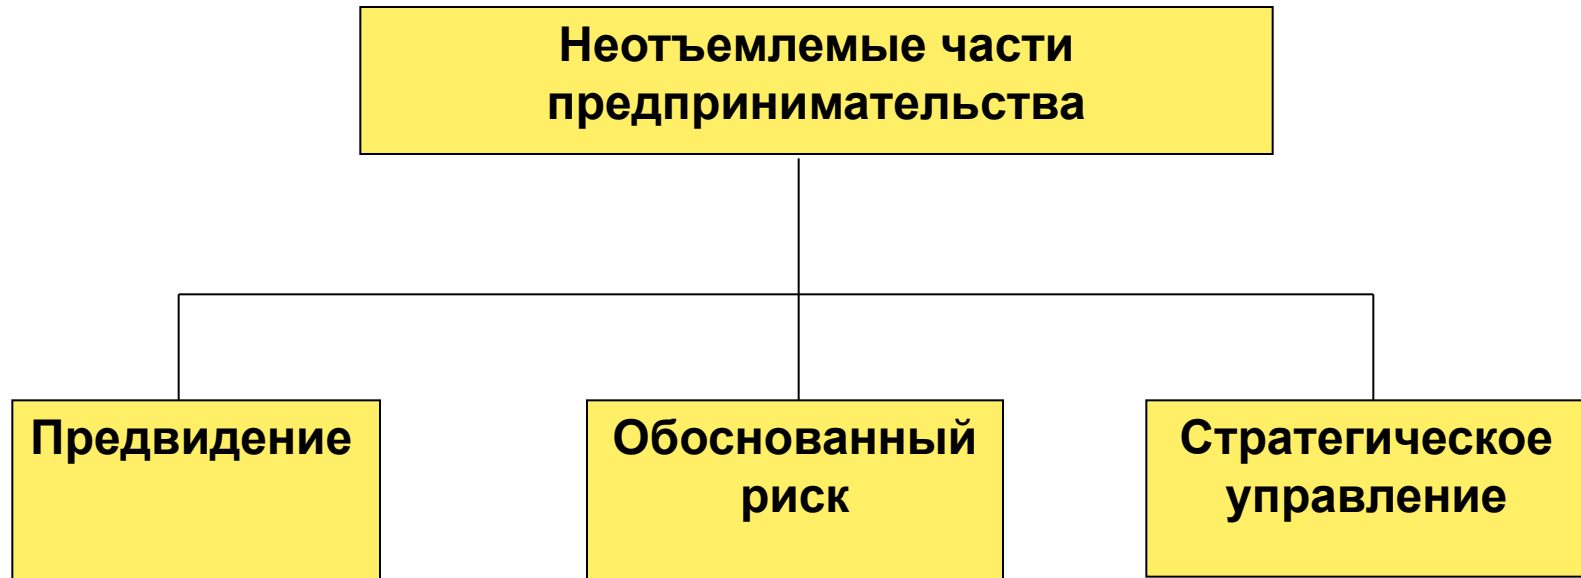 Неотъемлемые части
предпринимательства
Предвидение
Обоснованный
риск
Стратегическое
управление